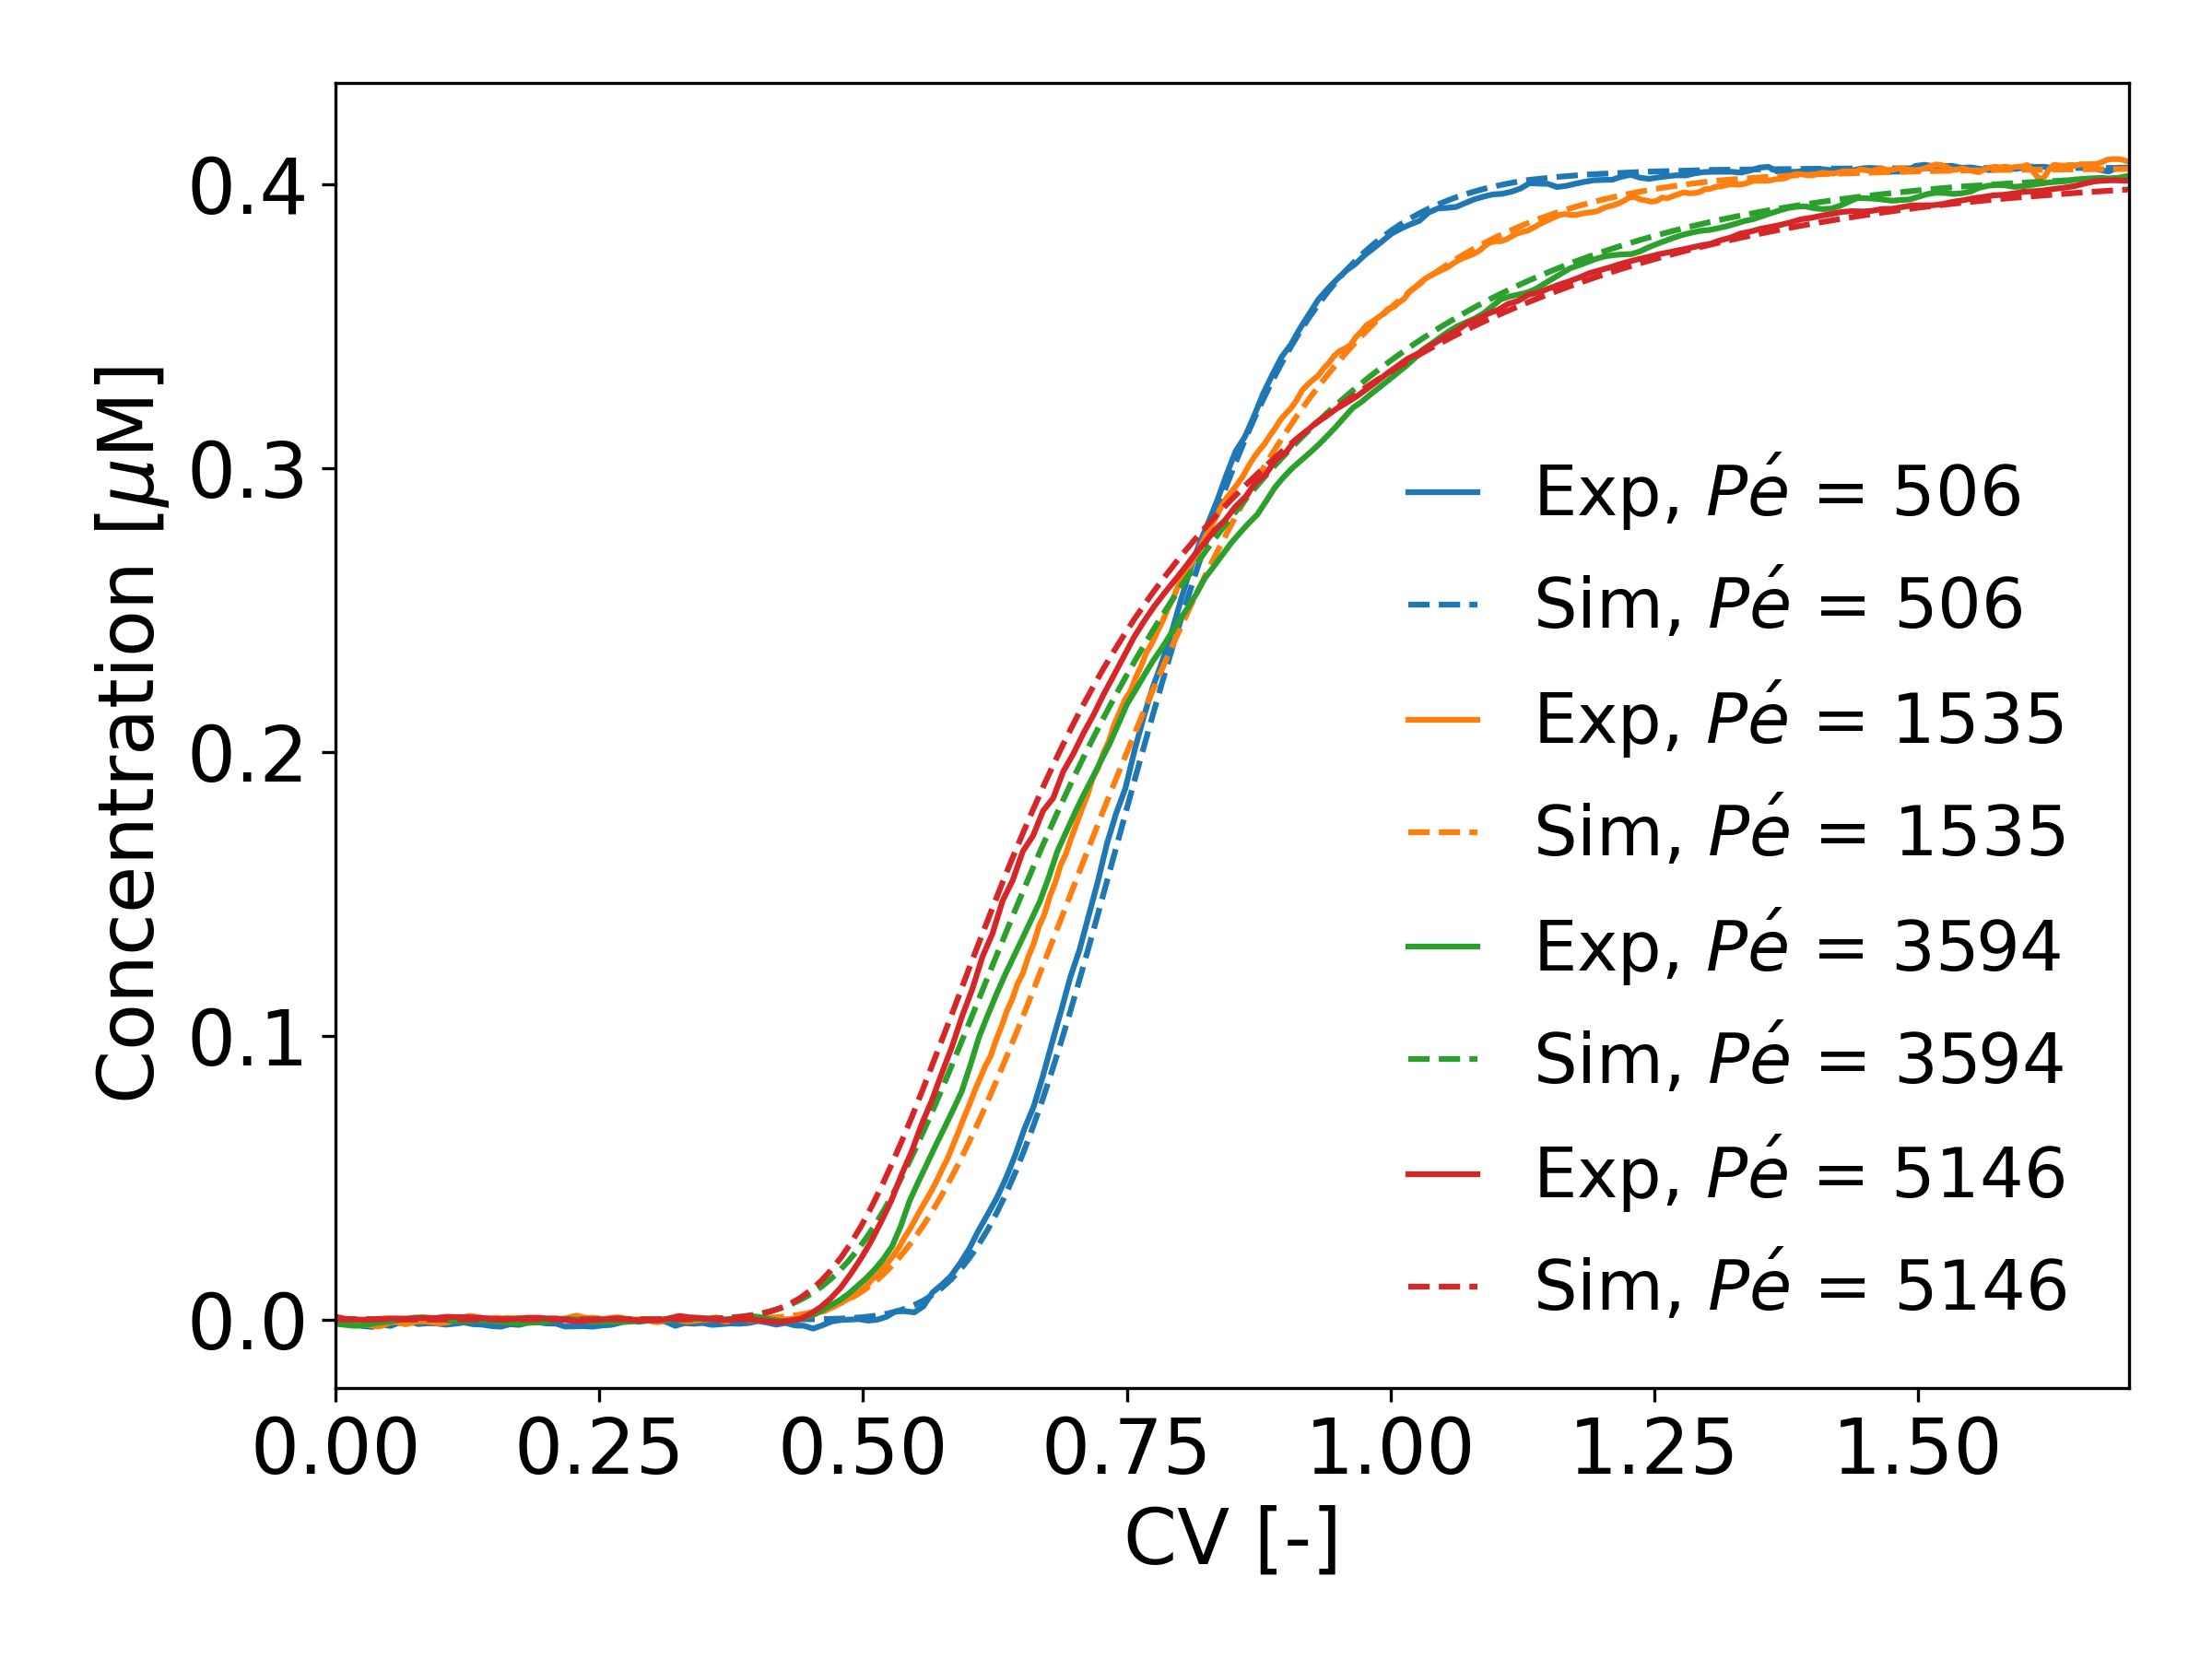 Concentration [μM]
0.4
0.3
0.2
0.1
0.0
0.00 0.25 0.50 0.75 1.00 1.25 1.50
CV [-]
Exp, Pé = 506
Sim, Pé = 506
Exp, Pé = 1535
Sim, Pé = 1535
Exp, Pé = 3594
Sim, Pé = 3594
Exp, Pé = 5146
Sim, Pé = 5146